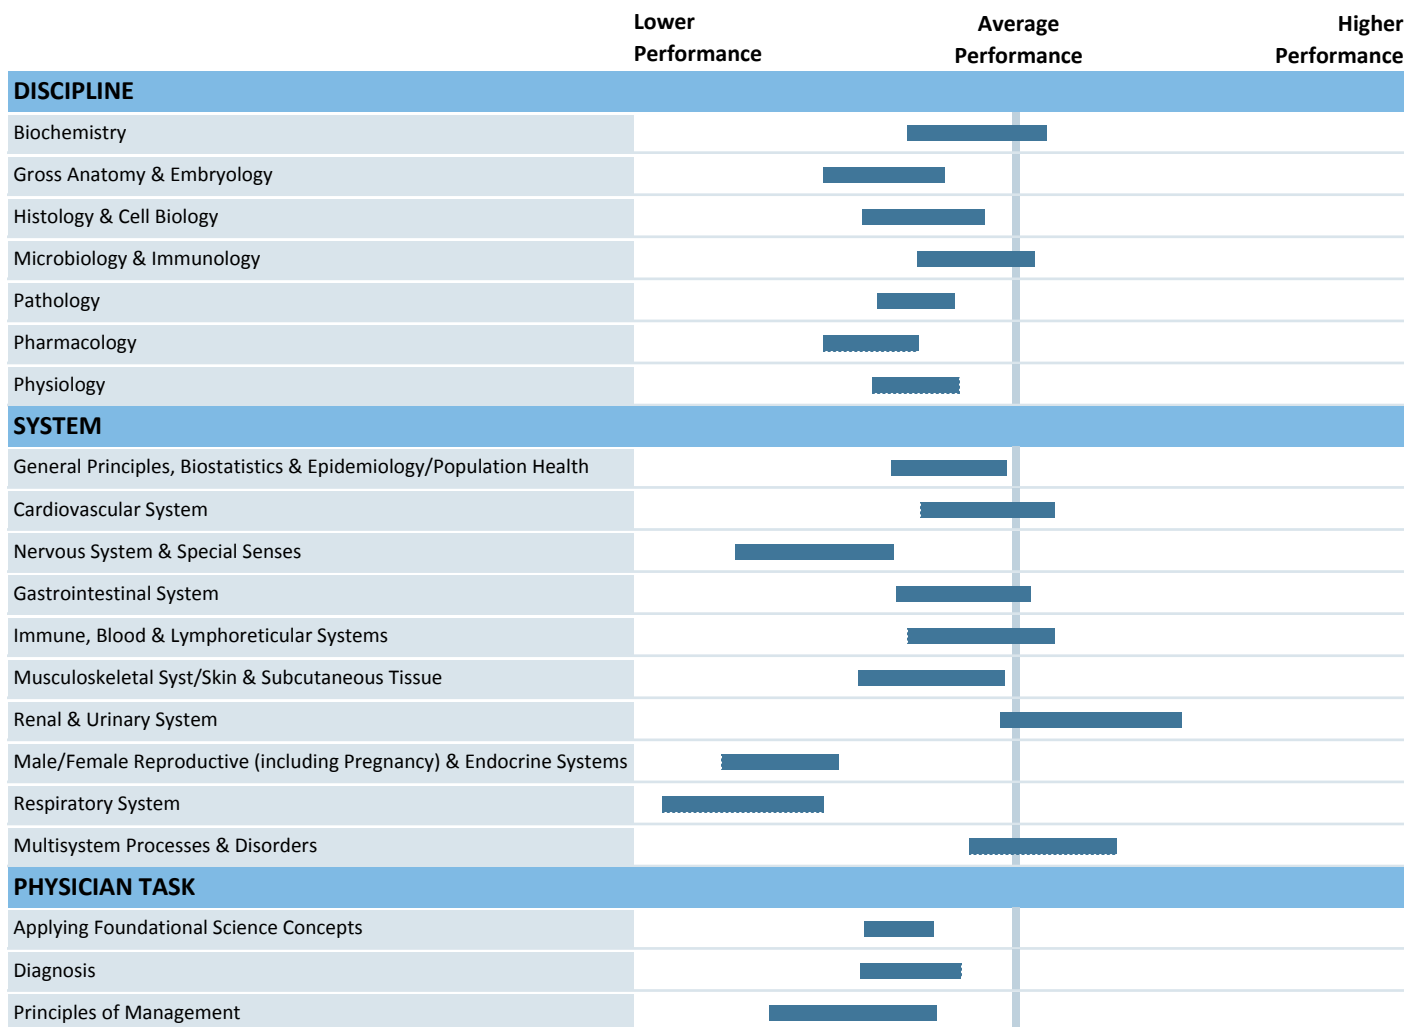 Lower Average Higher
Performance Performance Performance
DISCIPLINE
Biochemistry
Gross Anatomy & Embryology
Histology & Cell Biology
Microbiology & Immunology
Pathology
Pharmacology
Physiology
SYSTEM
General Principles, Biostatistics & Epidemiology/Population Health
Cardiovascular System
Nervous System & Special Senses
Gastrointestinal System
Immune, Blood & Lymphoreticular Systems
Musculoskeletal Syst/Skin & Subcutaneous Tissue
Renal & Urinary System
Male/Female Reproductive (including Pregnancy) & Endocrine Systems
Respiratory System
Multisystem Processes & Disorders
PHYSICIAN TASK
Applying Foundational Science Concepts
Diagnosis
Principles of Management